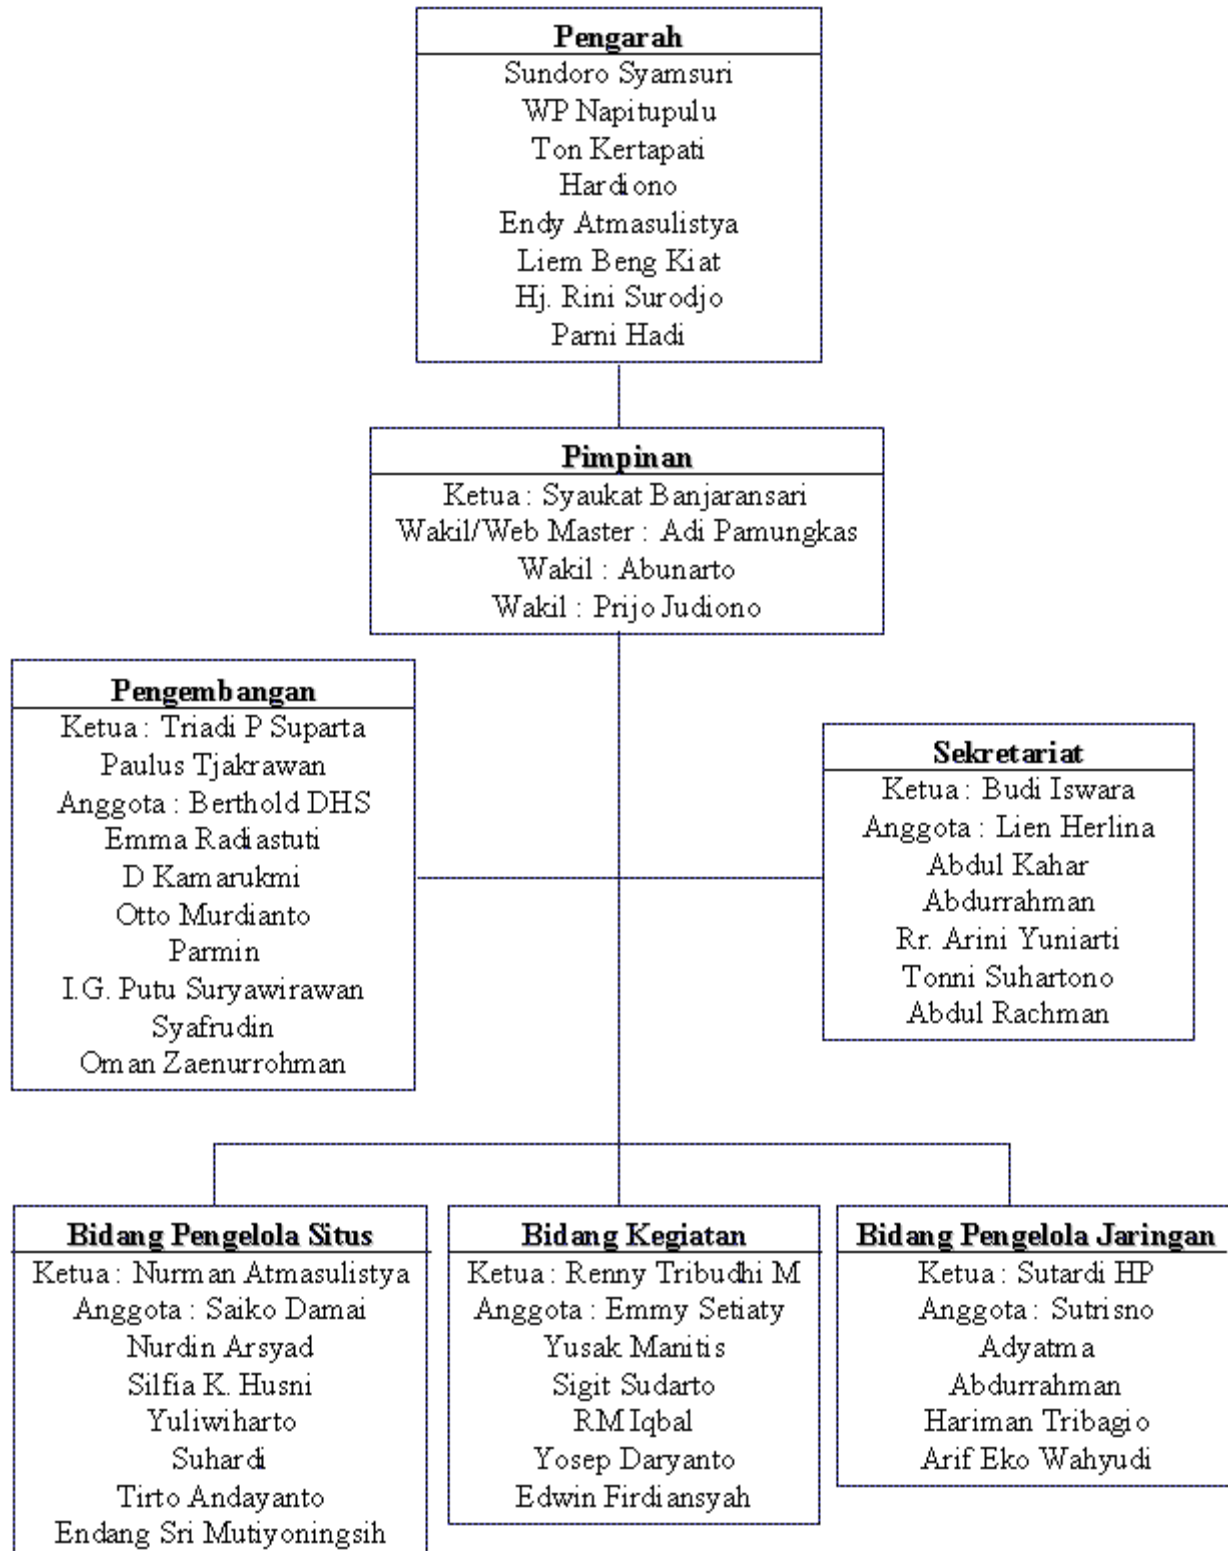 Pengarah
Sundoro Syamsuri
WP Napitupulu
Ton Kertapati
Hardiono
Endy Atmasulistya
Liem Beng Kiat
Hj. Rini Surodjo
Parni Hadi
Pimpinan
Ketua : Syaukat Banjaransari
Wakil/Web Master : Adi Pamungkas
Wakil : Abunarto
Wakil : Prijo Judiono
Pengembangan
Ketua : Triadi P Suparta
Paulus Tjakrawan
Anggota : Berthold DHS
Emma Radiastuti
D Kamarukmi
Otto Murdianto
Parmin
I.G. Putu Suryawirawan
Syafrudin
Oman Zaenurrohman
Sekretariat
Ketua : Budi Iswara
Anggota : Lien Herlina
Abdul Kahar
Abdurrahman
Rr. Arini Yuniarti
Tonni Suhartono
Abdul Rachman
Bidang Pengelola Situs
Ketua : Nurman Atmasulistya
Anggota : Saiko Damai
Nurdin Arsyad
Silfia K. Husni
Yuliwiharto
Suhardi
Tirto Andayanto
Endang Sri Mutiyoningsih
Bidang Kegiatan
Ketua : Renny Tribudhi M
Anggota : Emmy Setiaty
Yusak Manitis
Sigit Sudarto
RM Iqbal
Yosep Daryanto
Edwin Firdiansyah
Bidang Pengelola Jaringan
Ketua : Sutardi HP
Anggota : Sutrisno
Adyatma
Abdurrahman
Hariman Tribagio
Arif Eko Wahyudi